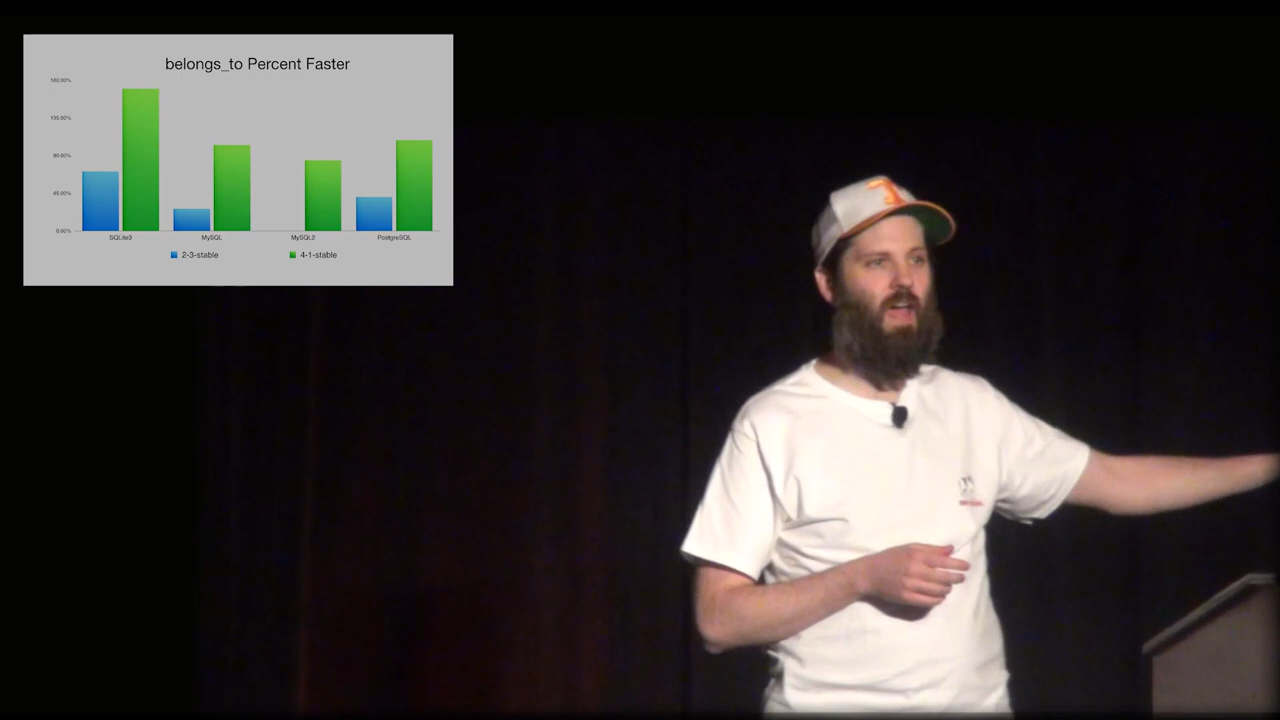 belongs_to Percent Faster
180.00%
135.00%
90.00%
45.00%
0.00%
SQLite3 MySQL MySQL2 PostgreSQL
2-3-stable 4-1-stable